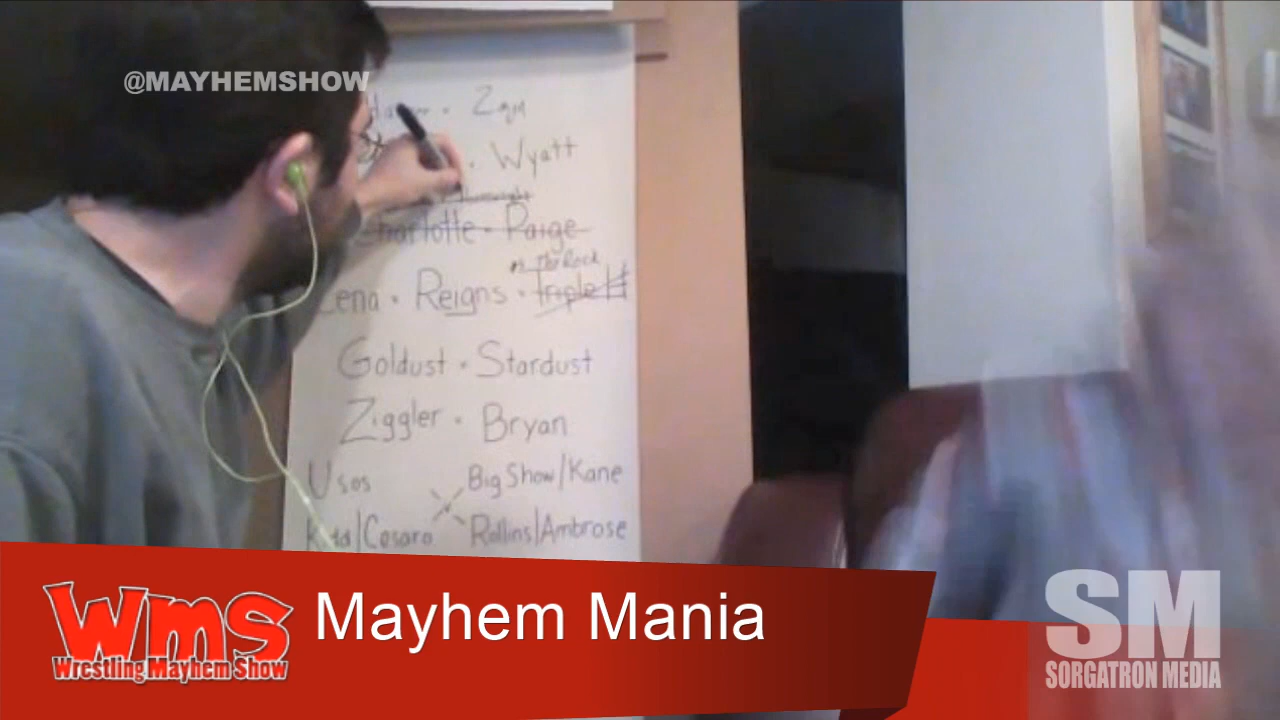 @MAYHEMSHOW
· Zayn
· Wyatt
Charlotte · Paige
vs The Rock
Cena · Reigns · Triple H
Goldust · Stardust
Ziggler · Bryan
Usos Big Show/Kane
Kidd/Cesaro Rollins/Ambrose
Wms Mayhem Mania
Wrestling Mayhem Show
SM
SORGATRON MEDIA